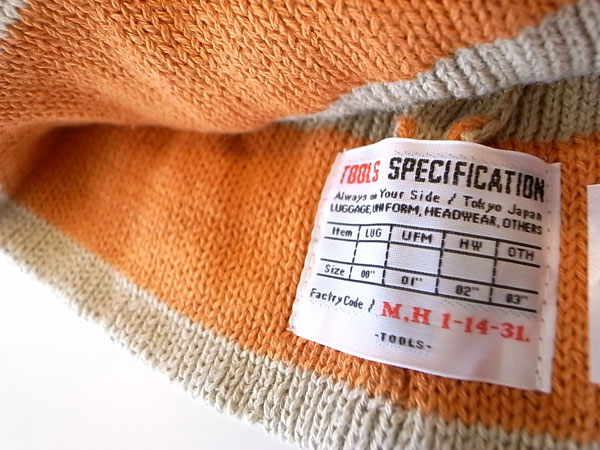 TOOLS SPECIFICATION
Always on Your Side / Tokyo Japan
LUGGAGE, UNIFORM, HEADWEAR, OTHERS
Item LUG UFM HW OTH
Size 00" 01" 02" 03"
Factry Code / M.H 1-14-31.
-TOOLS-